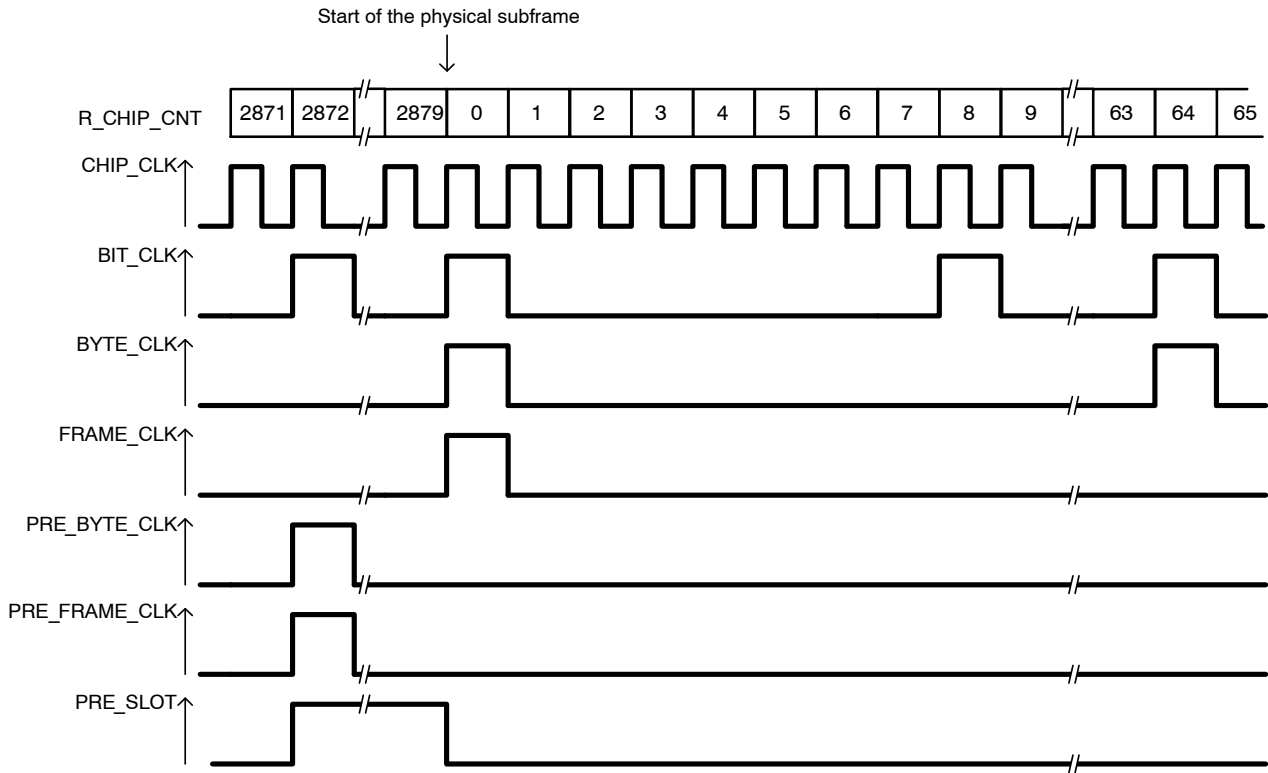 Start of the physical subframe
R_CHIP_CNT 2871 2872 2879 0 1 2 3 4 5 6 7 8 9 63 64 65
CHIP_CLK
BIT_CLK
BYTE_CLK
FRAME_CLK
PRE_BYTE_CLK
PRE_FRAME_CLK
PRE_SLOT